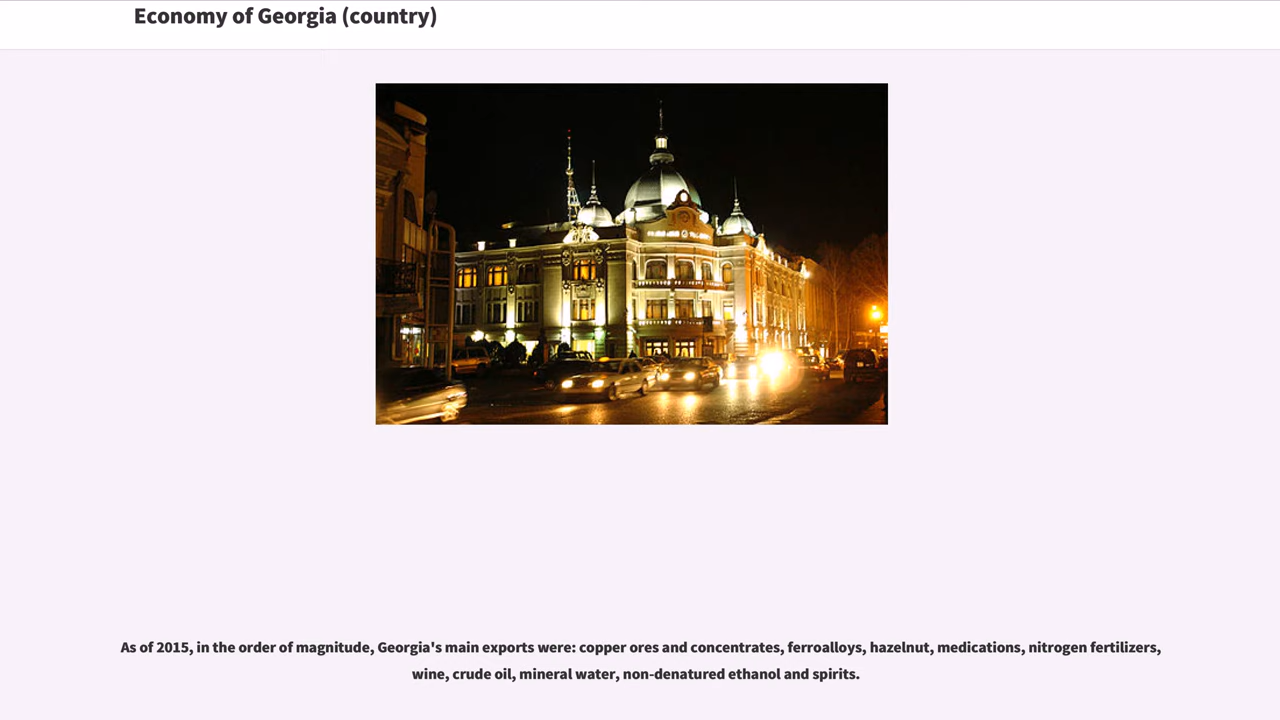 Economy of Georgia (country)
As of 2015, in the order of magnitude, Georgia's main exports were: copper ores and concentrates, ferroalloys, hazelnut, medications, nitrogen fertilizers,
wine, crude oil, mineral water, non-denatured ethanol and spirits.